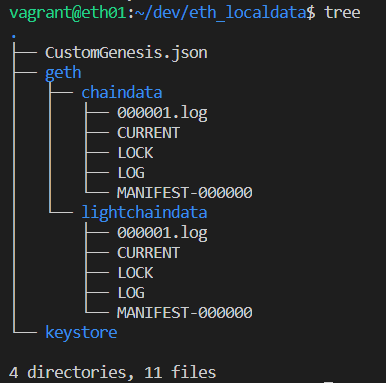 vagrant@eth01:~/dev/eth_localdata$ tree
.
├── CustomGenesis.json
├── geth
│   ├── chaindata
│   │   ├── 000001.log
│   │   ├── CURRENT
│   │   ├── LOCK
│   │   ├── LOG
│   │   └── MANIFEST-000000
│   └── lightchaindata
│       ├── 000001.log
│       ├── CURRENT
│       ├── LOCK
│       ├── LOG
│       └── MANIFEST-000000
└── keystore
4 directories, 11 files